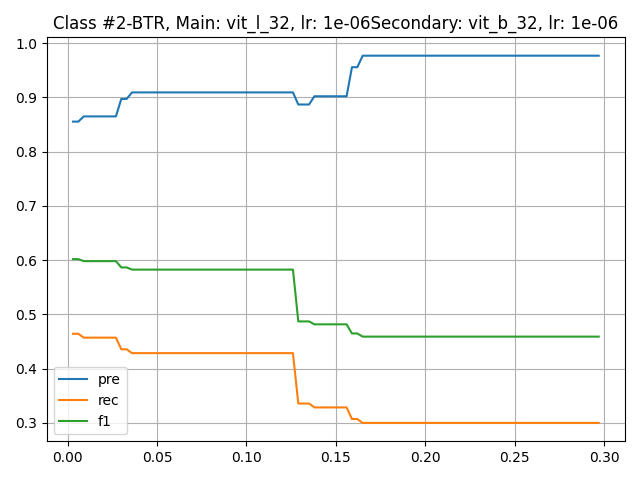 Class #2-BTR, Main: vit_l_32, lr: 1e-06Secondary: vit_b_32, lr: 1e-06
1.0
0.9
0.8
0.7
0.6
0.5
0.4
0.3
pre
rec
f1
0.00 0.05 0.10 0.15 0.20 0.25 0.30